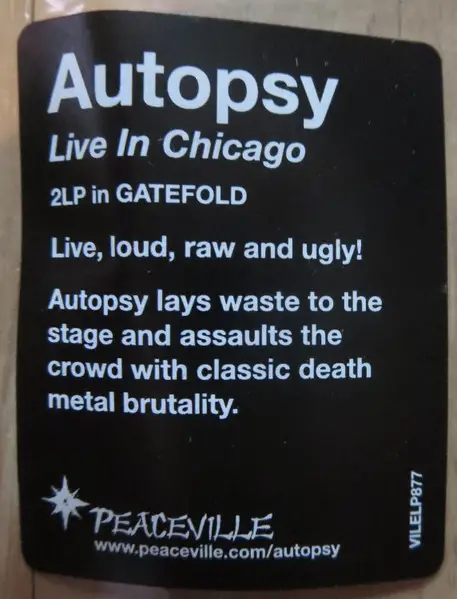 Autopsy
Live In Chicago
2LP in GATEFOLD
Live, loud, raw and ugly!
Autopsy lays waste to the
stage and assaults the
crowd with classic death
metal brutality.
PEACEVILLE
www.peaceville.com/autopsy
VILELP877